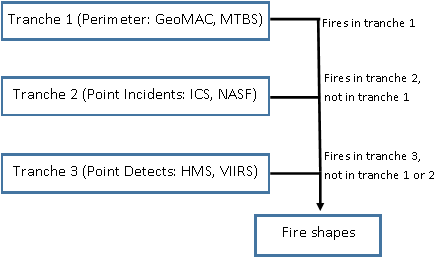 Tranche 1 (Perimeter: GeoMAC, MTBS)
Fires in tranche 1
Tranche 2 (Point Incidents: ICS, NASF)
Fires in tranche 2,
not in tranche 1
Tranche 3 (Point Detects: HMS, VIIRS)
Fires in tranche 3,
not in tranche 1 or 2
Fire shapes